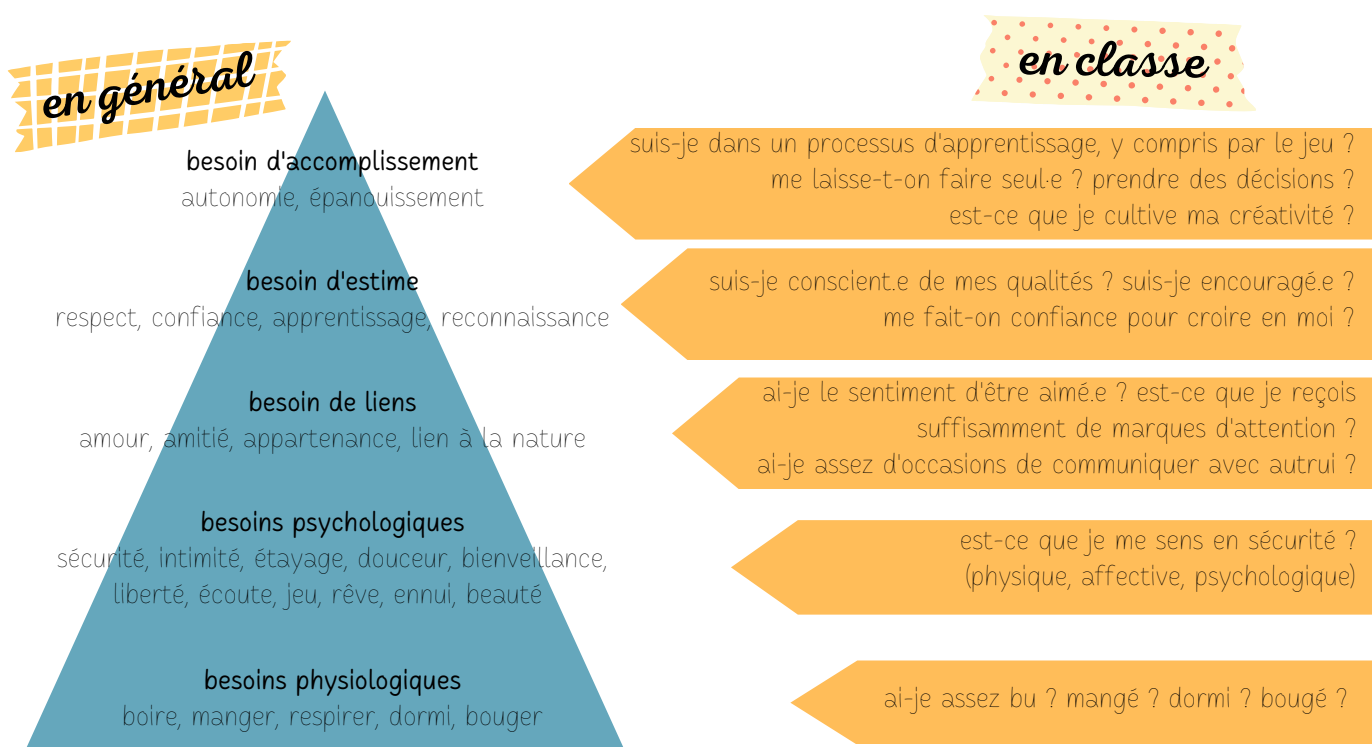 en général
en classe
besoin d'accomplissement
autonomie, épanouissement
suis-je dans un processus d'apprentissage, y compris par le jeu ?
me laisse-t-on faire seul·e ? prendre des décisions ?
est-ce que je cultive ma créativité ?
besoin d'estime
respect, confiance, apprentissage, reconnaissance
suis-je conscient.e de mes qualités ? suis-je encouragé.e ?
me fait-on confiance pour croire en moi ?
besoin de liens
amour, amitié, appartenance, lien à la nature
ai-je le sentiment d'être aimé.e ? est-ce que je reçois
suffisamment de marques d'attention ?
ai-je assez d'occasions de communiquer avec autrui ?
besoins psychologiques
sécurité, intimité, étayage, douceur, bienveillance,
liberté, écoute, jeu, rêve, ennui, beauté
est-ce que je me sens en sécurité ?
(physique, affective, psychologique)
besoins physiologiques
boire, manger, respirer, dormi, bouger
ai-je assez bu ? mangé ? dormi ? bougé ?